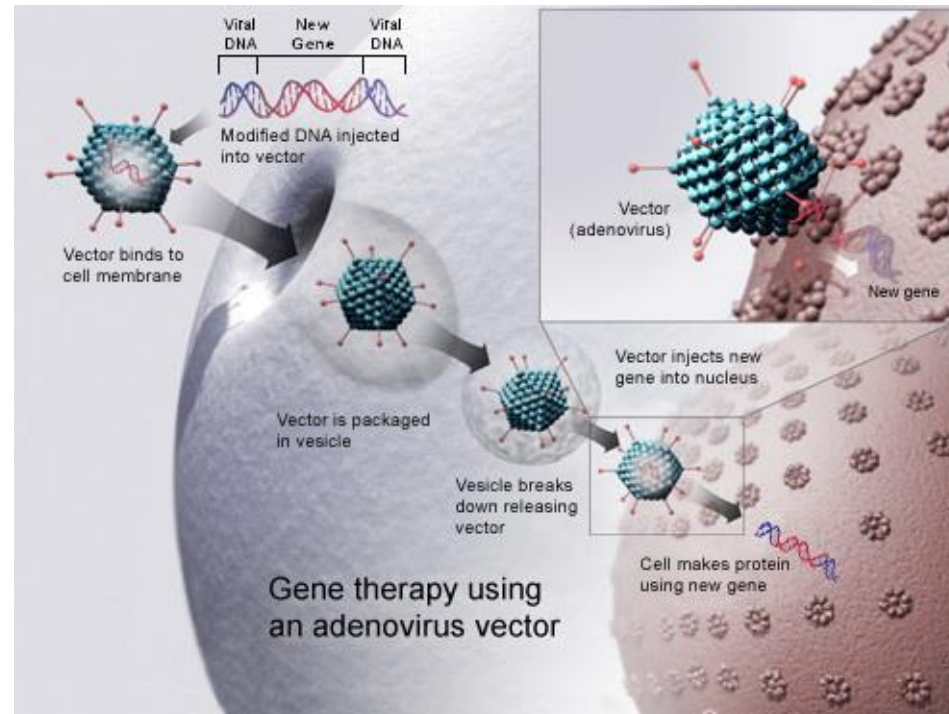 Viral New Viral
DNA Gene DNA
Modified DNA injected
into vector
Vector binds to
cell membrane
Vector is packaged
in vesicle
Vesicle breaks
down releasing
vector
Vector injects new
gene into nucleus
Cell makes protein
using new gene
Vector
(adenovirus)
New gene
Gene therapy using
an adenovirus vector